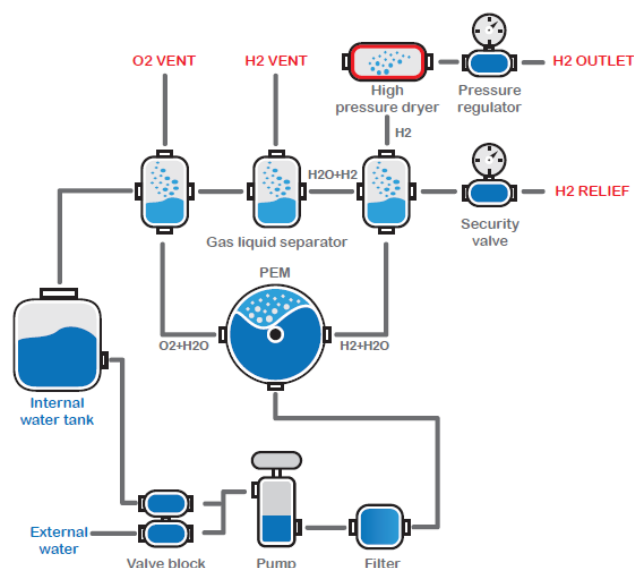 O2 VENT
H2 VENT
H2 OUTLET
High
pressure dryer
Pressure
regulator
H2
H2O+H2
H2 RELIEF
Gas liquid separator
Security
valve
PEM
O2+H2O
H2+H2O
Internal
water tank
External
water
Valve block
Pump
Filter